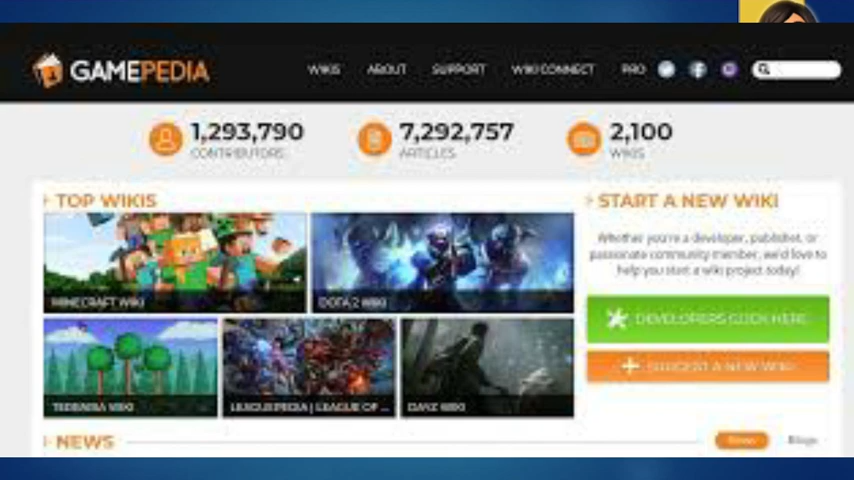 GAMEPEDIA
WIKIS ABOUT SUPPORT WIKI CONNECT PRO
1,293,790 7,292,757 2,100
CONTRIBUTORS ARTICLES WIKIS
TOP WIKIS
START A NEW WIKI
Whether you're a developer, publisher, or
passionate community member, we'd love to
help you start a wiki project today!
MINECRAFT WIKI
DOTA 2 WIKI
DEVELOPERS CLICK HERE
SUGGEST A NEW WIKI
TERRARIA WIKI
LEAGUEPEDIA | LEAGUE OF ...
DAYZ WIKI
NEWS
News Blogs